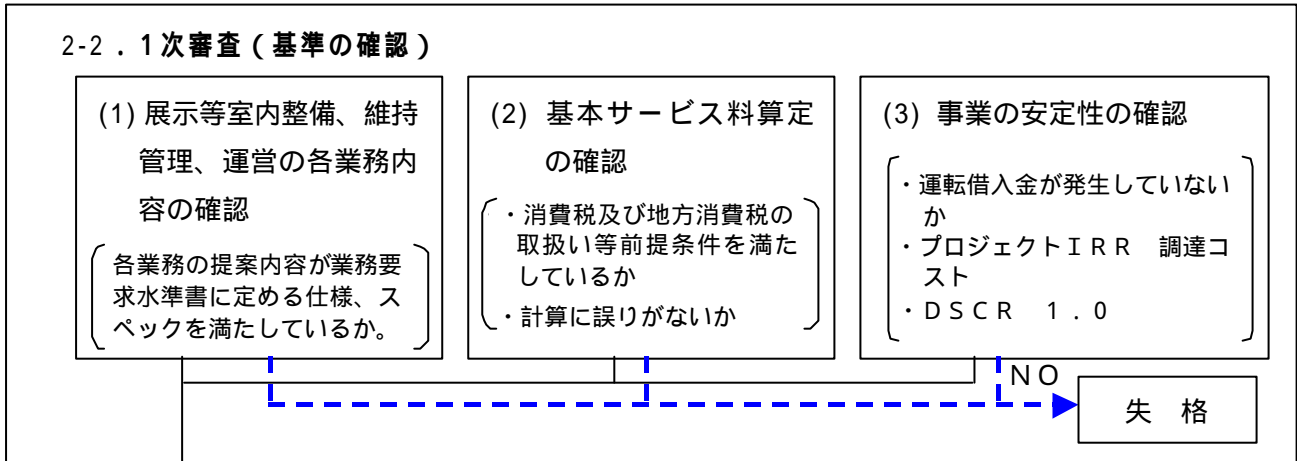 2-2．1次審査（基準の確認）
(1) 展示等室内整備、維持
管理、運営の各業務内
容の確認
各業務の提案内容が業務要
求水準書に定める仕様、ス
ペックを満たしているか。
(2) 基本サービス料算定
の確認
・消費税及び地方消費税の
取扱い等前提条件を満た
しているか
・計算に誤りがないか
(3) 事業の安定性の確認
・運転借入金が発生していない
か
・プロジェクトＩＲＲ　調達コ
スト
・ＤＳＣＲ　１．０
ＮＯ
失　格